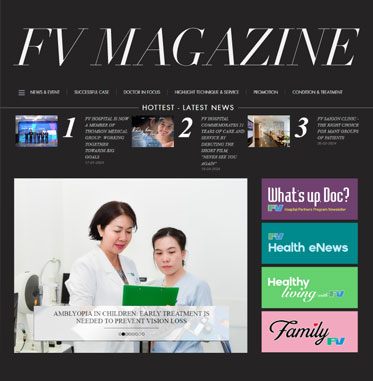 FV MAGAZINE
NEWS & EVENT
SUCCESSFUL CASE
DOCTOR IN FOCUS
HIGHLIGHT TECHNIQUE & SERVICE
PROMOTION
CONDITION & TREATMENT
HOTTEST - LATEST NEWS
1
FV HOSPITAL IS NOW
A MEMBER OF
THOMSON MEDICAL
GROUP: WORKING
TOGETHER
TOWARDS BIG
GOALS
2
FV HOSPITAL
COMMEMORATES 21
YEARS OF CARE AND
SERVICE BY
DEBUTING THE
SHORT FILM,
"NEVER SEE YOU
AGAIN"
3
FV SAIGON CLINIC -
THE RIGHT CHOICE
FOR MANY GROUPS
OF PATIENTS
What's up Doc?
FV Hospital Partners Program Newsletter
FV
Health eNews
Healthy
living with FV
Family
FV
AMBLYOPIA IN CHILDREN: EARLY TREATMENT IS
NEEDED TO PREVENT VISION LOSS